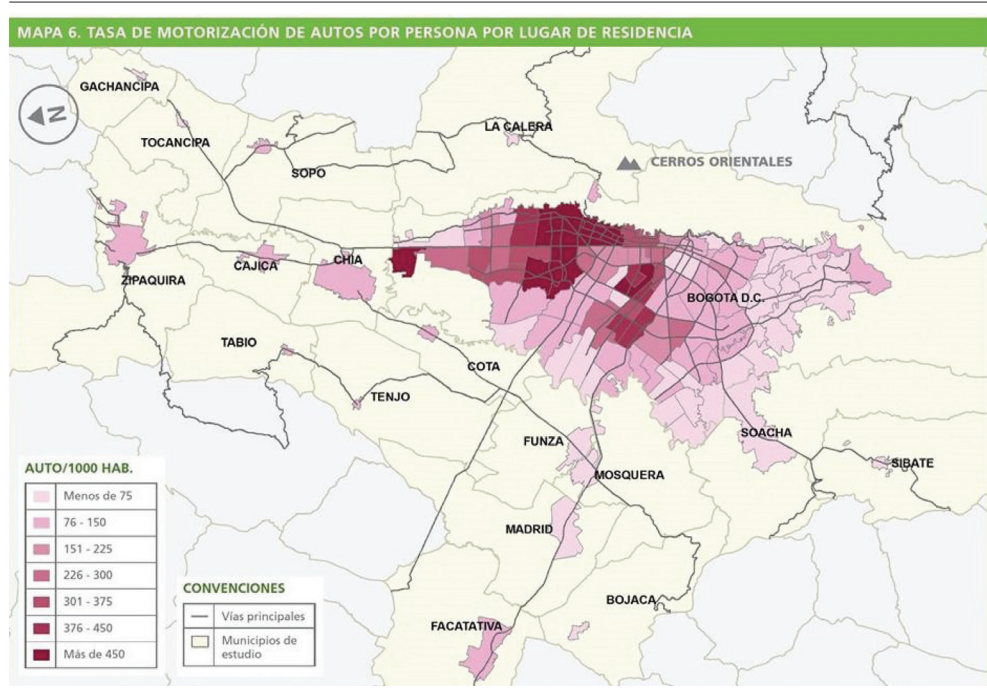 MAPA 6. TASA DE MOTORIZACIÓN DE AUTOS POR PERSONA POR LUGAR DE RESIDENCIA
GACHANCIPA
N
TOCANCIPA
LA CALERA
CERROS ORIENTALES
SOPO
ZIPAQUIRA
CAJICA
CHIA
BOGOTA D.C.
TABIO
COTA
TENJO
FUNZA
SOACHA
MOSQUERA
SIBATE
MADRID
BOJACA
FACATATIVA
AUTO/1000 HAB.
Menos de 75
76 - 150
151 - 225
226 - 300
301 - 375
376 - 450
Más de 450
CONVENCIONES
Vías principales
Municipios de
estudio